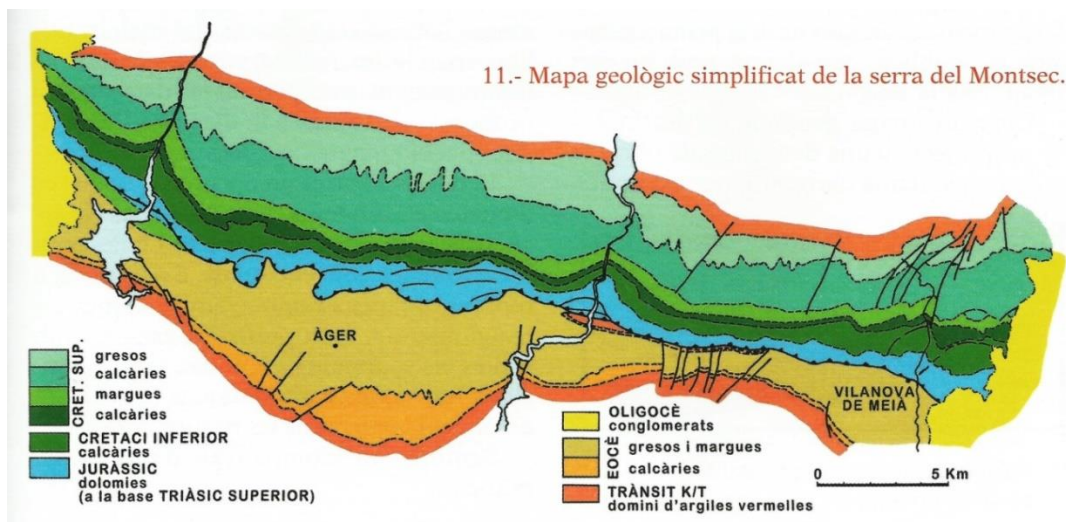 11.- Mapa geològic simplificat de la serra del Montsec.
ÀGER
VILANOVA
DE MEIÀ
CRET. SUP.
gresos
calcàries
margues
calcàries
CRETACI INFERIOR
calcàries
JURÀSSIC
dolomies
(a la base TRIÀSIC SUPERIOR)
OLIGOCÈ
conglomerats
EOCÈ
gresos i margues
calcàries
TRÀNSIT K/T
domini d'argiles vermelles
0 5 Km